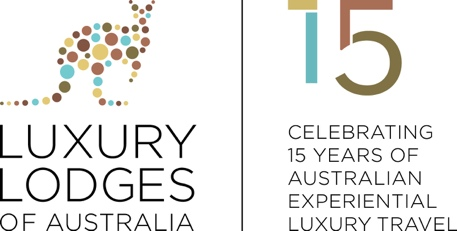 LUXURY
LODGES
OF AUSTRALIA
15
CELEBRATING
15 YEARS OF
AUSTRALIAN
EXPERIENTIAL
LUXURY TRAVEL